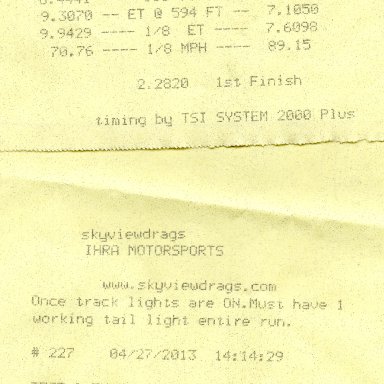 9.3070 -- ET @ 594 FT -- 7.1050
9.9429 ---- 1/8 ET ---- 7.6098
70.76 ---- 1/8 MPH ---- 89.15
2.2820 1st Finish
timing by TSI SYSTEM 2000 Plus
skyviewdrags
IHRA MOTORSPORTS
www.skyviewdrags.com
Once track lights are ON.Must have 1
working tail light entire run.
# 227 04/27/2013 14:14:29